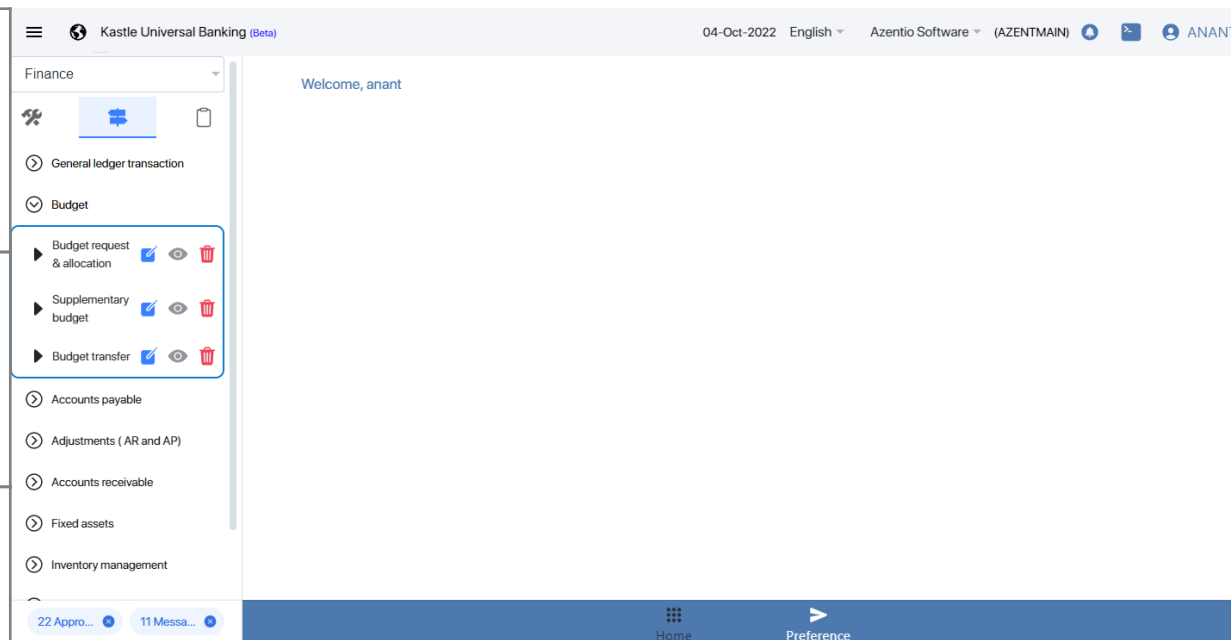 Kastle Universal Banking (Beta)
04-Oct-2022 English Azentio Software (AZENTMAIN) ANANT
Finance
Welcome, anant
General ledger transaction
Budget
Budget request
& allocation
Supplementary
budget
Budget transfer
Accounts payable
Adjustments ( AR and AP)
Accounts receivable
Fixed assets
Inventory management
22 Appro... 11 Messa...
Home Preference